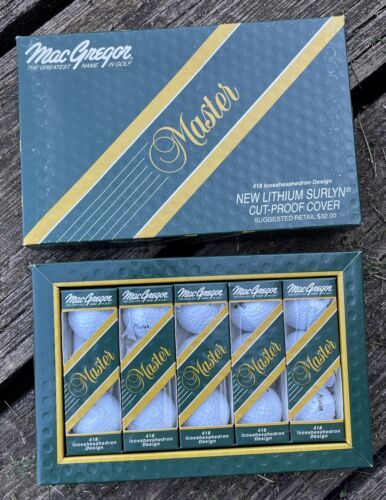 MacGregor®
THE GREATEST NAME IN GOLF
Master
418 Icosahexahedron Design
NEW LITHIUM SURLYN®
CUT-PROOF COVER
SUGGESTED RETAIL $32.00
MacGregor
Master
418
Icosahexahedron
Design
MacGregor
Master
418
Icosahexahedron
Design
MacGregor
Master
418
Icosahexahedron
Design
MacGregor
Master
418
Icosahexahedron
Design
MacGregor
Master
418
Icosahexahedron
Design